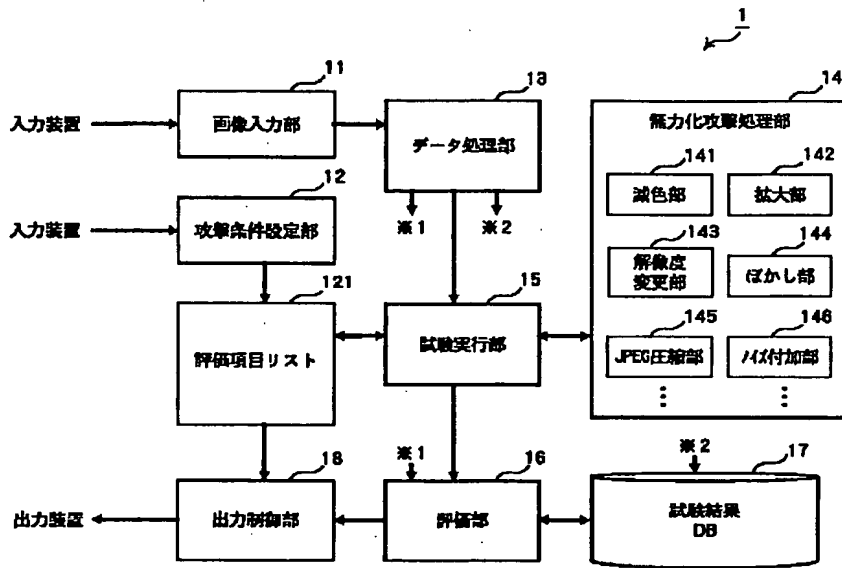 1
11
13
14
入力装置
画像入力部
データ処理部
無力化攻撃処理部
141
142
減色部
拡大部
12
※1
※2
入力装置
攻撃条件設定部
143
144
解像度
変更部
ぼかし部
121
15
評価項目リスト
試験実行部
145
146
JPEG圧縮部
ノイズ付加部
18
※1
16
※2
17
出力装置
出力制御部
評価部
試験結果
DB